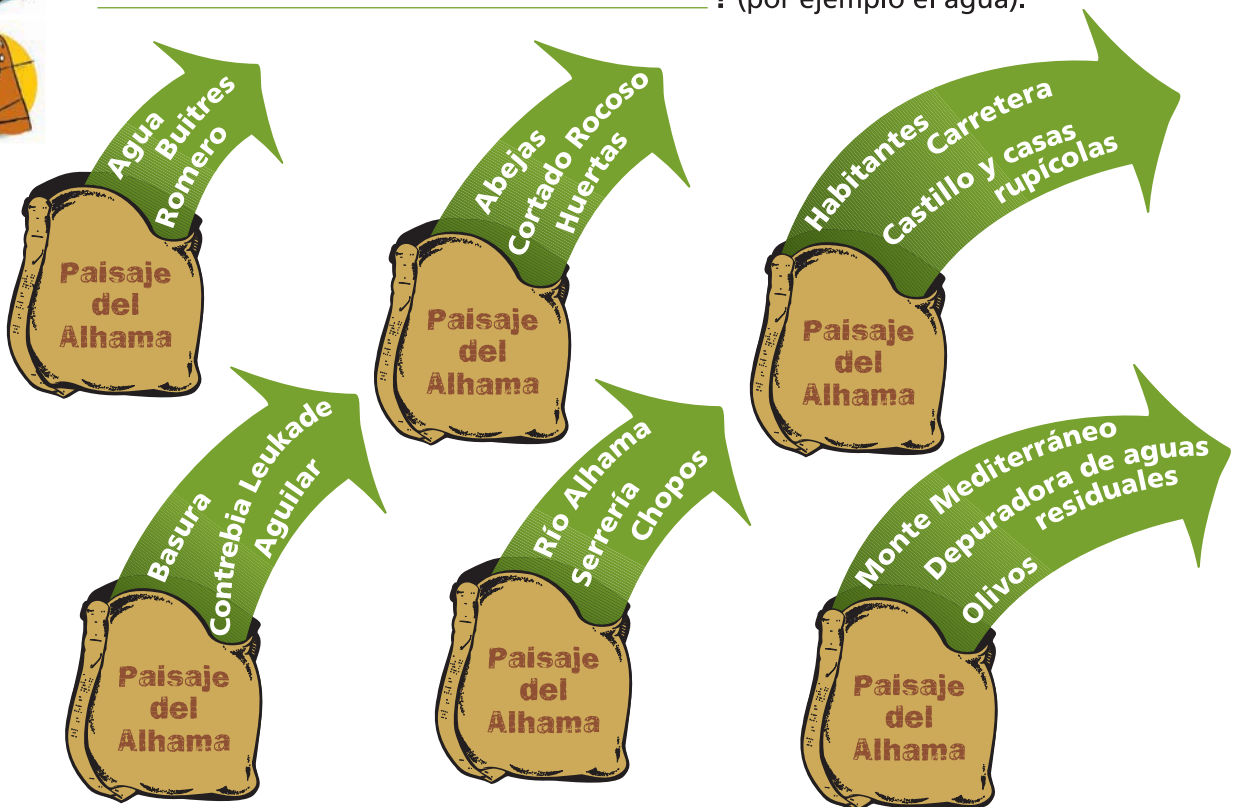 ? (por ejemplo el agua).
Agua
Buitres
Romero
Paisaje
del
Alhama
Abejas
Cortado Rocoso
Huertas
Paisaje
del
Alhama
Habitantes
Carretera
Castillo y casas
rupícolas
Paisaje
del
Alhama
Basura
Contrebia Leukade
Aguilar
Paisaje
del
Alhama
Río Alhama
Serrería
Chopos
Paisaje
del
Alhama
Monte Mediterráneo
Depuradora de aguas
residuales
Olivos
Paisaje
del
Alhama